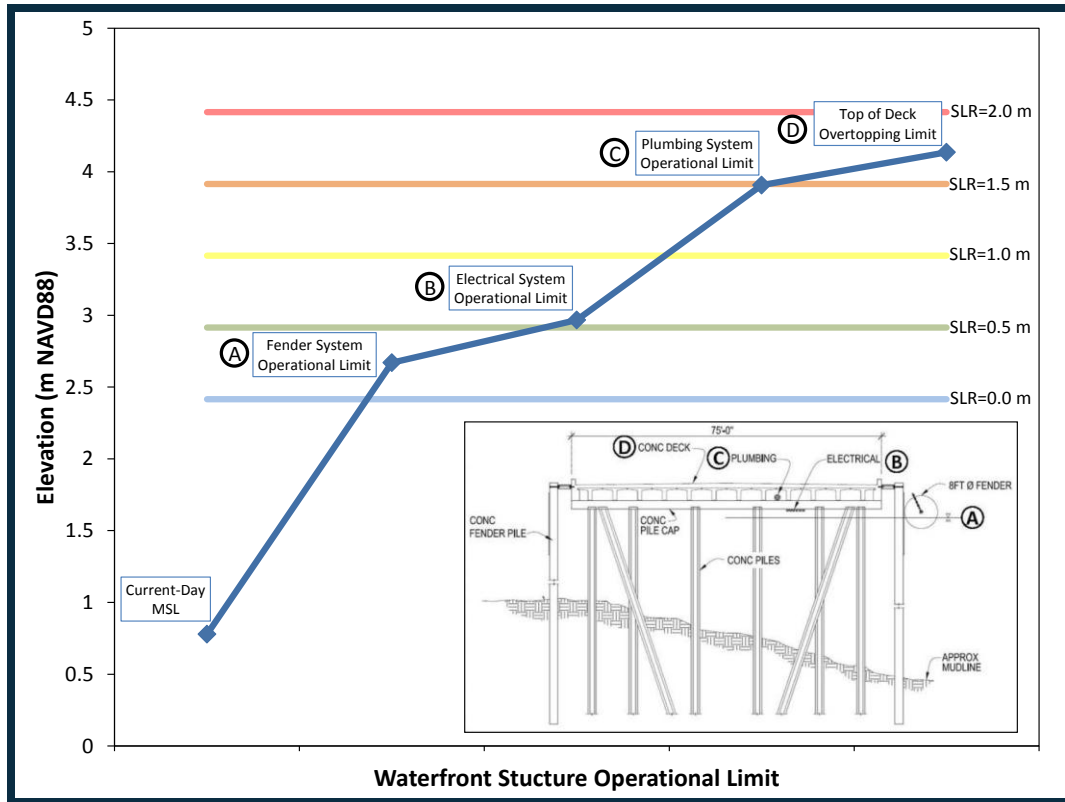 5
4.5
4
3.5
3
2.5
2
1.5
1
0.5
0
Elevation (m NAVD88)
Waterfront Stucture Operational Limit
SLR=2.0 m
SLR=1.5 m
SLR=1.0 m
SLR=0.5 m
SLR=0.0 m
D
Top of Deck
Overtopping Limit
C
Plumbing System
Operational Limit
B
Electrical System
Operational Limit
A
Fender System
Operational Limit
Current-Day
MSL
75'-0"
D CONC DECK
C PLUMBING
ELECTRICAL B
8FT Ø FENDER
A
CONC
FENDER PILE
CONC
PILE CAP
CONC PILES
APPROX
MUDLINE